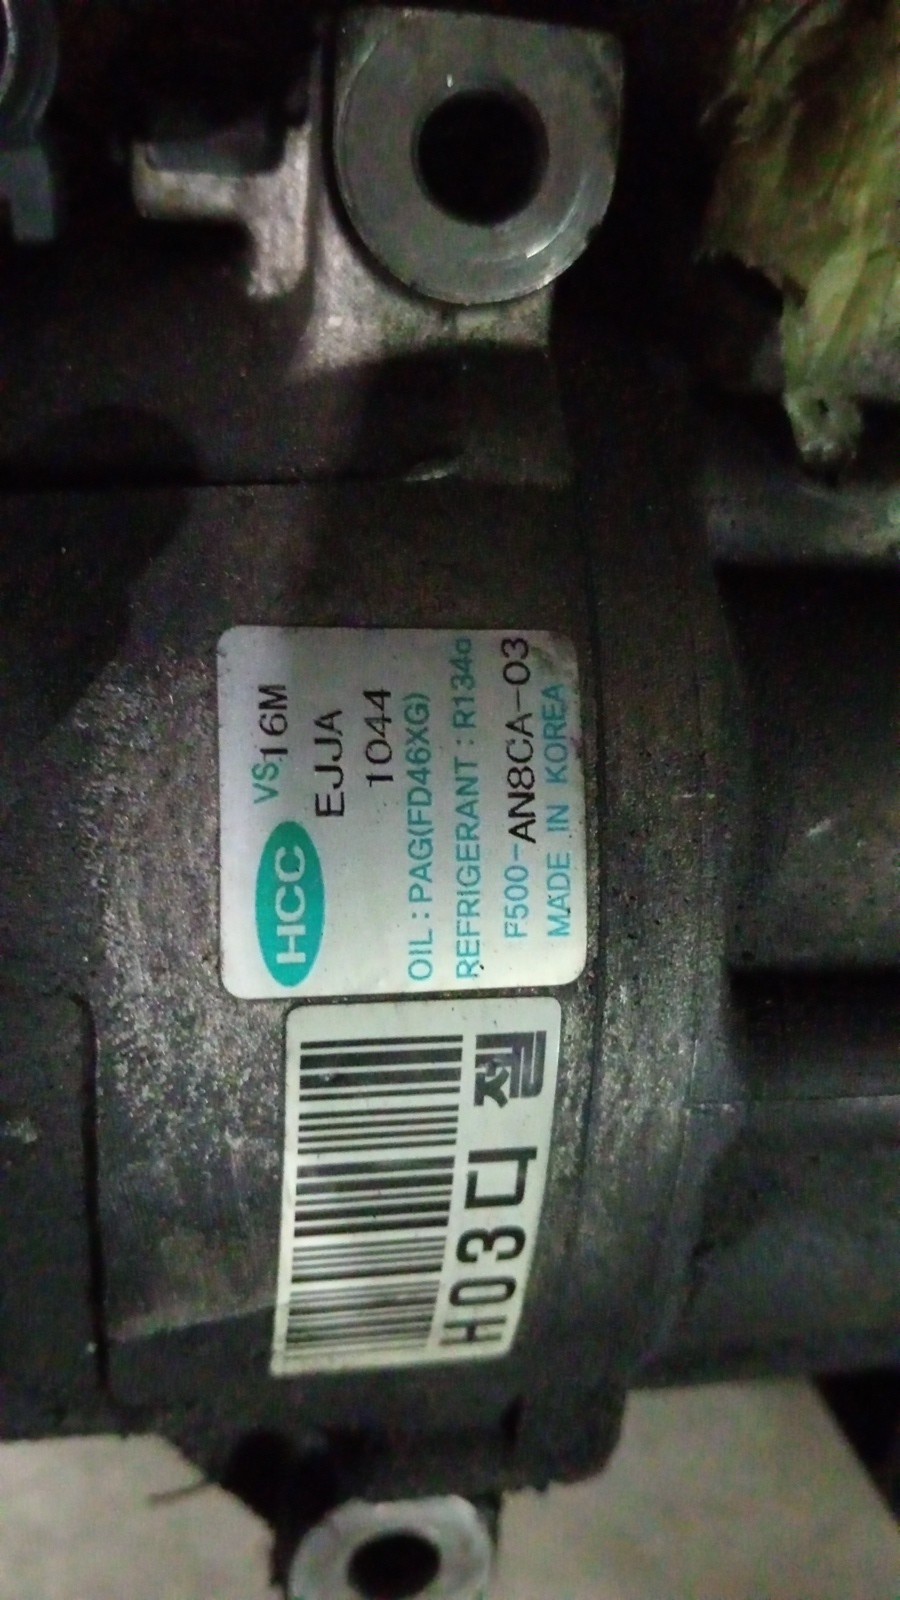 HCC VS16M
EJJA
1044
OIL : PAG(FD46XG)
REFRIGERANT : R134a
F500-AN8CA-03
MADE IN KOREA
H03디젤